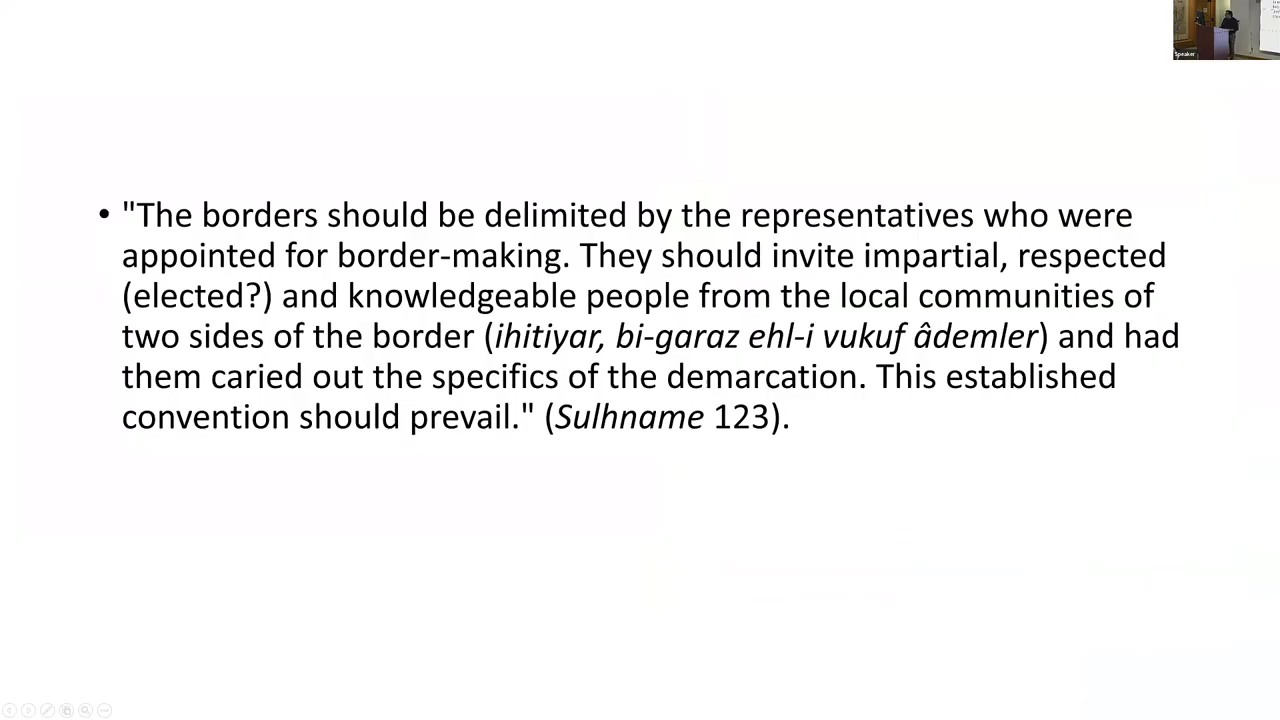 Speaker
• "The borders should be delimited by the representatives who were
appointed for border-making. They should invite impartial, respected
(elected?) and knowledgeable people from the local communities of
two sides of the border (ihitiyar, bi-garaz ehl-i vukuf âdemler) and had
them caried out the specifics of the demarcation. This established
convention should prevail." (Sulhname 123).